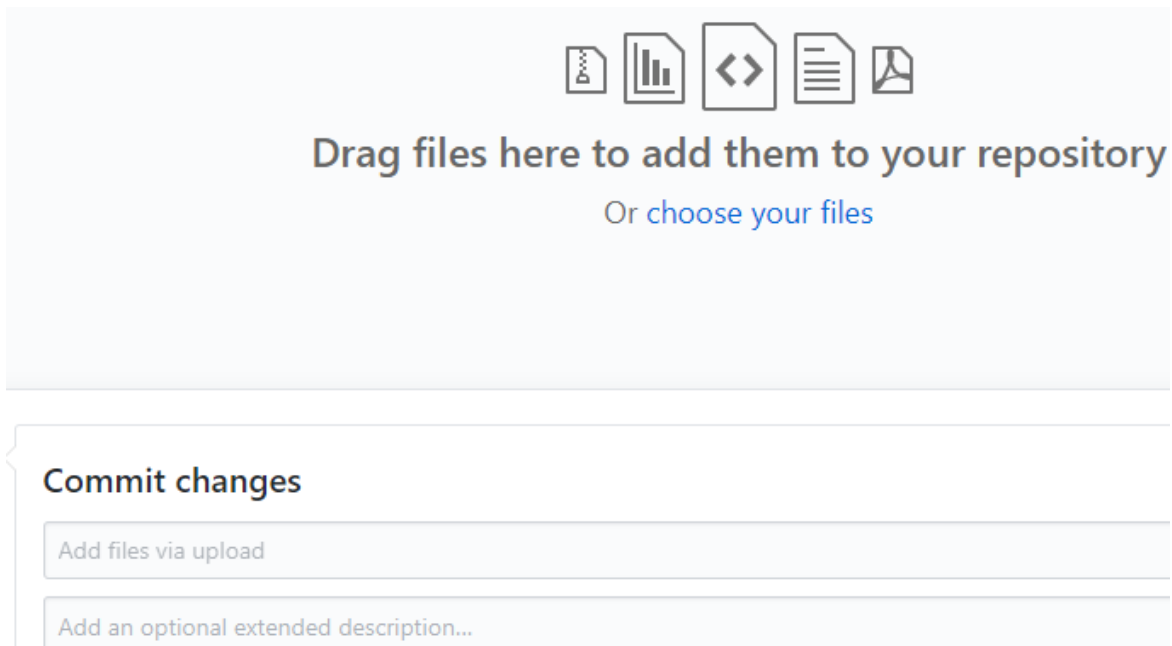 Drag files here to add them to your repository
Or choose your files
Commit changes
Add files via upload
Add an optional extended description...